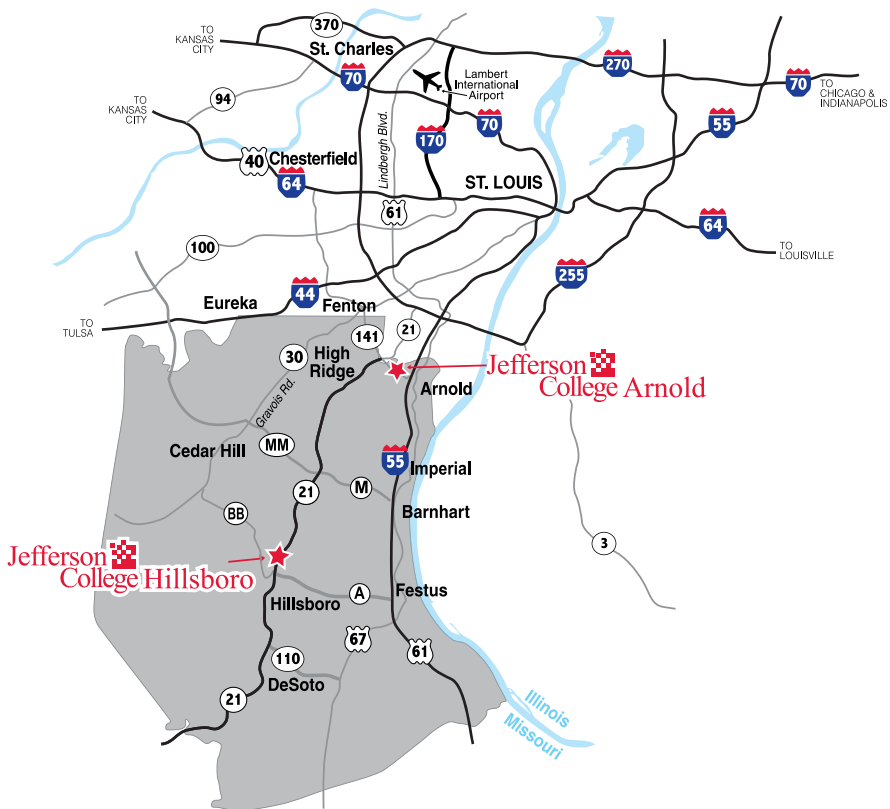 370
TO
KANSAS
CITY
St. Charles
270
70
Lambert
International
Airport
70
TO
CHICAGO &
INDIANAPOLIS
94
TO
KANSAS
CITY
55
70
170
Lindbergh Blvd.
40
Chesterfield
64
ST. LOUIS
61
64
100
TO
LOUISVILLE
255
44
Eureka
Fenton
TO
TULSA
141
21
30
High
Ridge
Jefferson
College Arnold
Arnold
Gravois Rd.
Cedar Hill
MM
55
Imperial
21
M
BB
Barnhart
3
Jefferson
College Hillsboro
Hillsboro
A
Festus
67
61
110
DeSoto
21
Illinois
Missouri